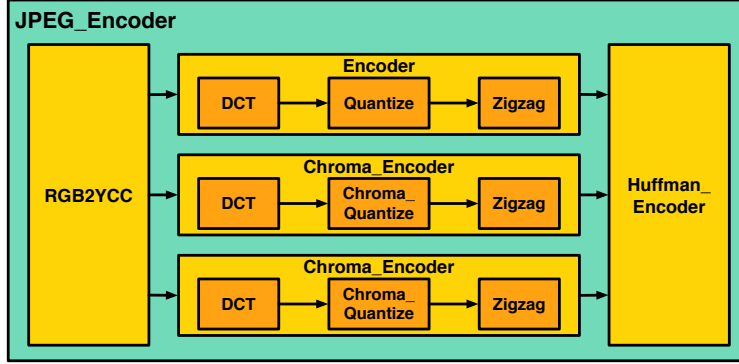 JPEG_Encoder
RGB2YCC
Encoder
DCT
Quantize
Zigzag
Chroma_Encoder
DCT
Chroma_
Quantize
Zigzag
Chroma_Encoder
DCT
Chroma_
Quantize
Zigzag
Huffman_
Encoder